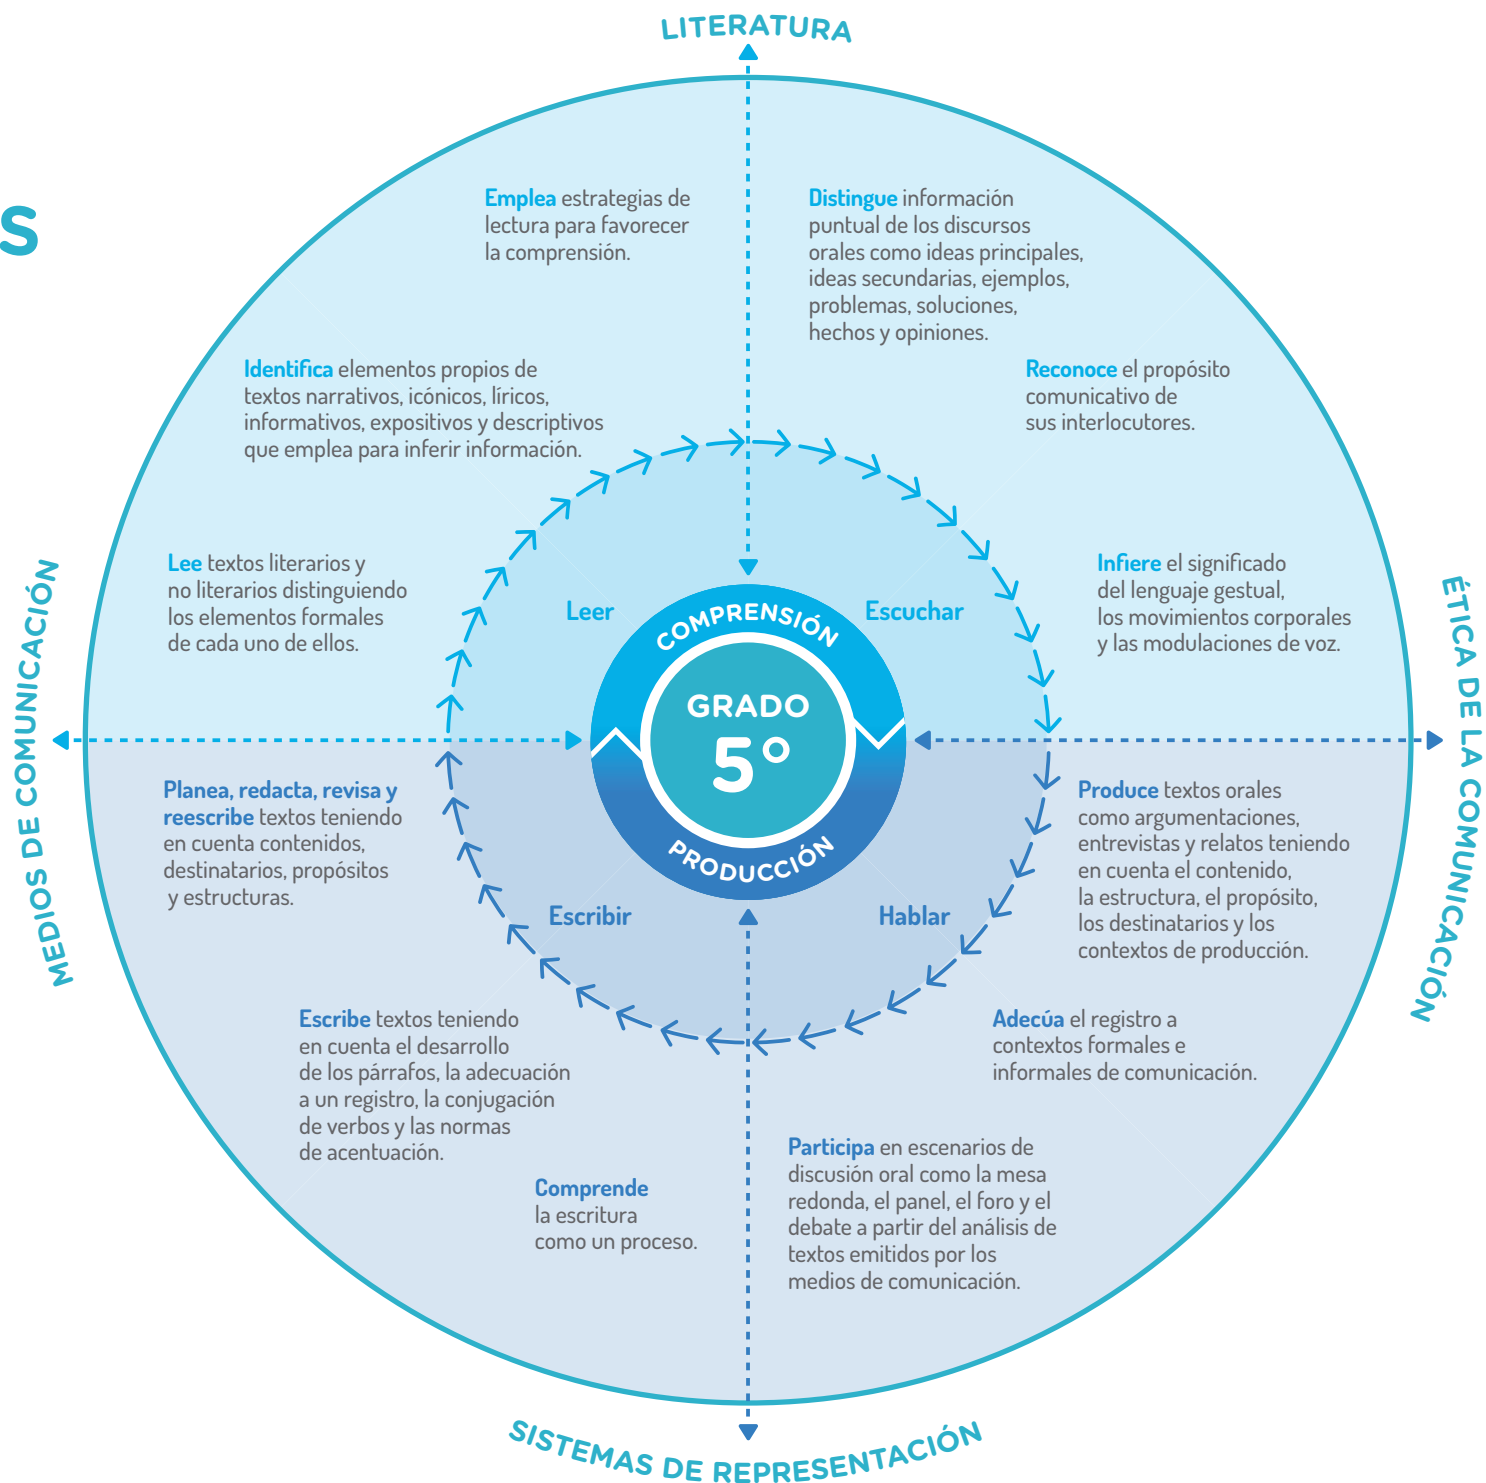 LITERATURA
s
Emplea estrategias de
lectura para favorecer
la comprensión.
Distingue información
puntual de los discursos
orales como ideas principales,
ideas secundarias, ejemplos,
problemas, soluciones,
hechos y opiniones.
Identifica elementos propios de
textos narrativos, icónicos, líricos,
informativos, expositivos y descriptivos
que emplea para inferir información.
Reconoce el propósito
comunicativo de
sus interlocutores.
Lee textos literarios y
no literarios distinguiendo
los elementos formales
de cada uno de ellos.
Infiere el significado
del lenguaje gestual,
los movimientos corporales
y las modulaciones de voz.
Leer
COMPRENSIÓN
Escuchar
MEDIOS DE COMUNICACIÓN
GRADO
5°
ÉTICA DE LA COMUNICACIÓN
PRODUCCIÓN
Escribir
Hablar
Planea, redacta, revisa y
reescribe textos teniendo
en cuenta contenidos,
destinatarios, propósitos
y estructuras.
Produce textos orales
como argumentaciones,
entrevistas y relatos teniendo
en cuenta el contenido,
la estructura, el propósito,
los destinatarios y los
contextos de producción.
Escribe textos teniendo
en cuenta el desarrollo
de los párrafos, la adecuación
a un registro, la conjugación
de verbos y las normas
de acentuación.
Adecúa el registro a
contextos formales e
informales de comunicación.
Comprende
la escritura
como un proceso.
Participa en escenarios de
discusión oral como la mesa
redonda, el panel, el foro y el
debate a partir del análisis de
textos emitidos por los
medios de comunicación.
SISTEMAS DE REPRESENTACIÓN